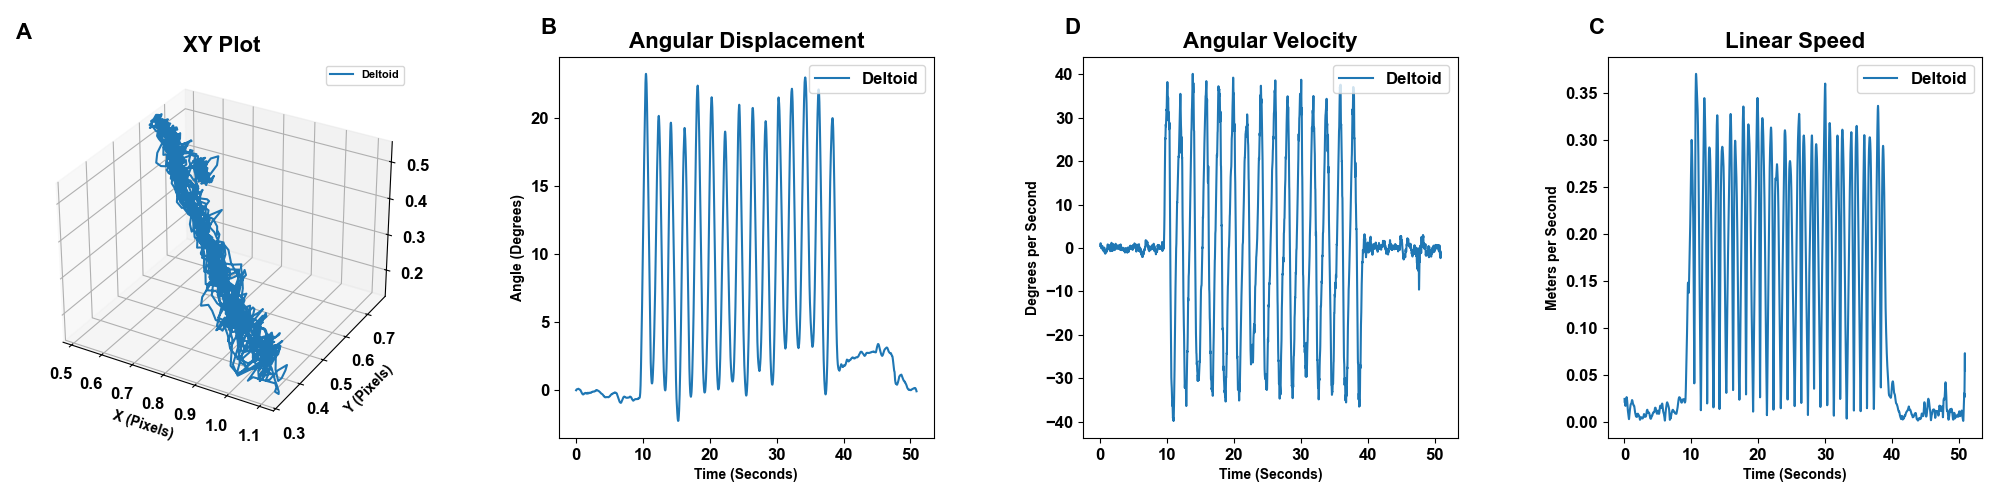 A
XY Plot
Deltoid
0.5
0.4
0.3
0.2
0.7
0.6
0.5
0.4
0.3
Y (Pixels)
0.5
0.6
0.7
0.8
0.9
1.0
1.1
X (Pixels)
B
Angular Displacement
Deltoid
20
15
10
5
0
Angle (Degrees)
0 10 20 30 40 50
Time (Seconds)
D
Angular Velocity
Deltoid
40
30
20
10
0
−10
−20
−30
−40
Degrees per Second
0 10 20 30 40 50
Time (Seconds)
C
Linear Speed
Deltoid
0.35
0.30
0.25
0.20
0.15
0.10
0.05
0.00
Meters per Second
0 10 20 30 40 50
Time (Seconds)